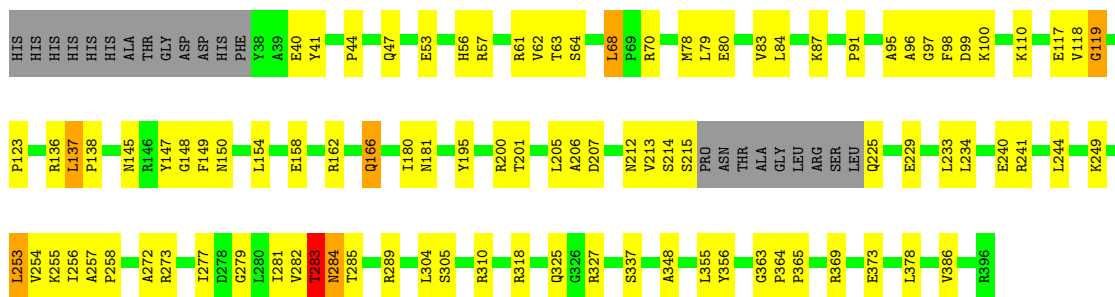 HIS HIS HIS HIS HIS HIS ALA THR GLY ASP ASP HIS PHE Y38 A39 E40 Y41 P44 Q47 E53 H56 R57 R61 V62 T63 S64 L68 P69 R70 M78 L79 E80 V83 L84 K87 P91 A95 A96 G97 F98 D99 K100 K110 E117 V118 G119
P123 R136 L137 P138 N145 R146 Y147 G148 F149 N150 L154 E158 R162 Q166 I180 N181 Y195 R200 T201 L205 A206 D207 N212 V213 S214 S215 PRO ASN THR ALA GLY LEU ARG SER LEU Q225 E229 L233 L234 E240 R241 L244 K249
L253 V254 K255 I256 A257 P258 A272 R273 I277 D278 G279 L280 I281 V282 T283 N284 T285 R289 L304 S305 R310 R318 Q325 G326 R327 S337 A348 L355 Y356 G363 P364 P365 R369 E373 L378 V386 R396